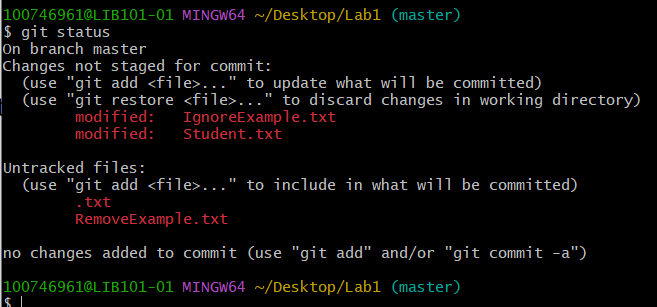 100746961@LIB101-01 MINGW64 ~/Desktop/Lab1 (master)
$ git status
On branch master
Changes not staged for commit:
  (use "git add <file>..." to update what will be committed)
  (use "git restore <file>..." to discard changes in working directory)
        modified:   IgnoreExample.txt
        modified:   Student.txt

Untracked files:
  (use "git add <file>..." to include in what will be committed)
        .txt
        RemoveExample.txt

no changes added to commit (use "git add" and/or "git commit -a")

100746961@LIB101-01 MINGW64 ~/Desktop/Lab1 (master)
$